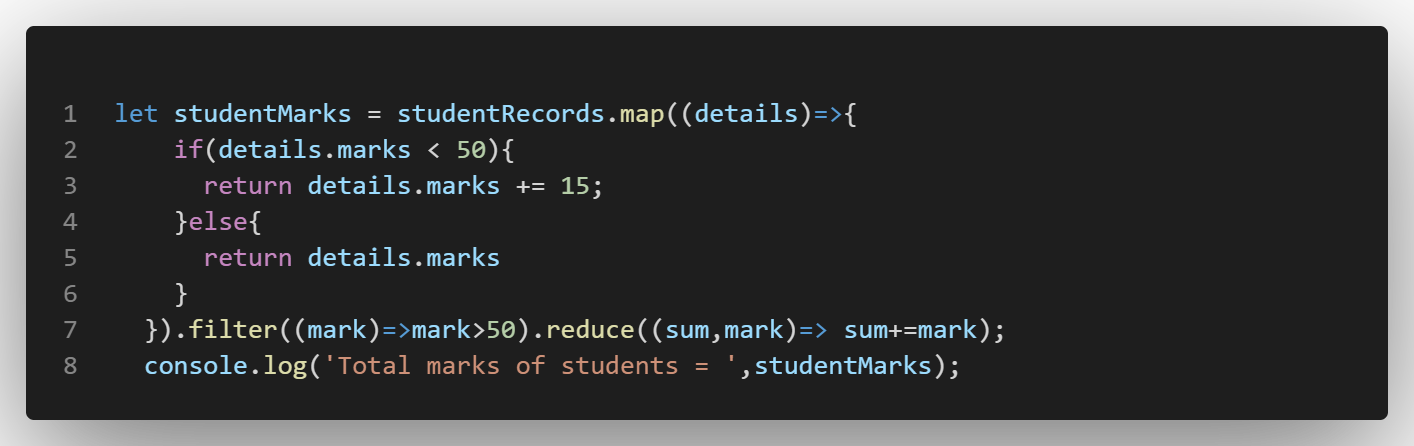 1 let studentMarks = studentRecords.map((details)=>{
2     if(details.marks < 50){
3       return details.marks += 15;
4     }else{
5       return details.marks
6     }
7   }).filter((mark)=>mark>50).reduce((sum,mark)=> sum+=mark);
8   console.log('Total marks of students = ',studentMarks);